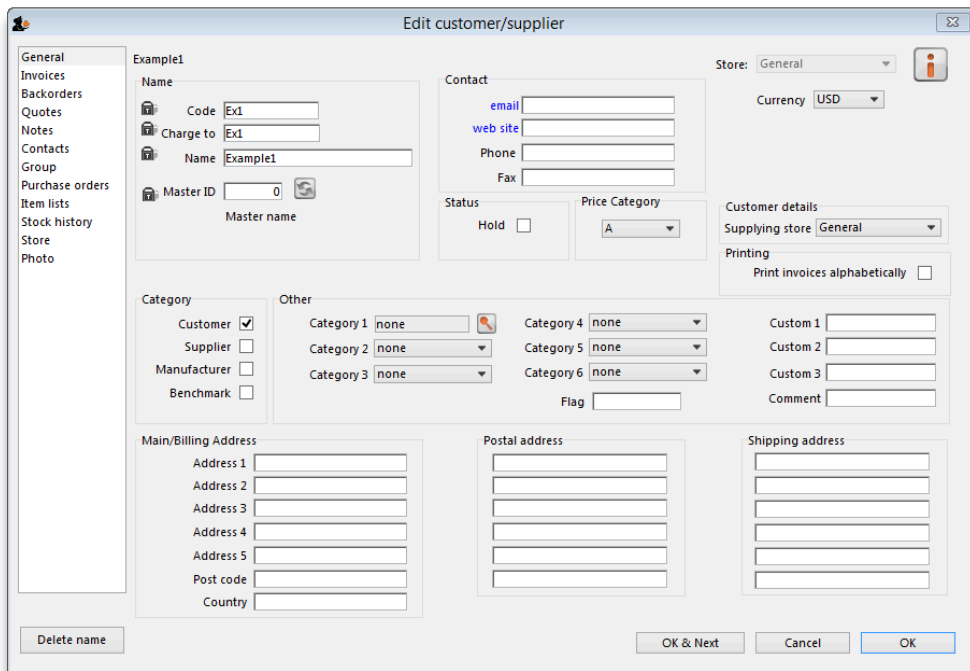 Edit customer/supplier
General
Invoices
Backorders
Quotes
Notes
Contacts
Group
Purchase orders
Item lists
Stock history
Store
Photo
Example1
Store: General
Currency USD
Name
Code Ex1
Charge to Ex1
Name Example1
Master ID 0
Master name
Contact
email
web site
Phone
Fax
Status
Hold
Price Category
A
Customer details
Supplying store General
Printing
Print invoices alphabetically
Category
Customer
Supplier
Manufacturer
Benchmark
Other
Category 1 none
Category 2 none
Category 3 none
Category 4 none
Category 5 none
Category 6 none
Flag
Custom 1
Custom 2
Custom 3
Comment
Main/Billing Address
Address 1
Address 2
Address 3
Address 4
Address 5
Post code
Country
Postal address
Shipping address
Delete name
OK & Next
Cancel
OK